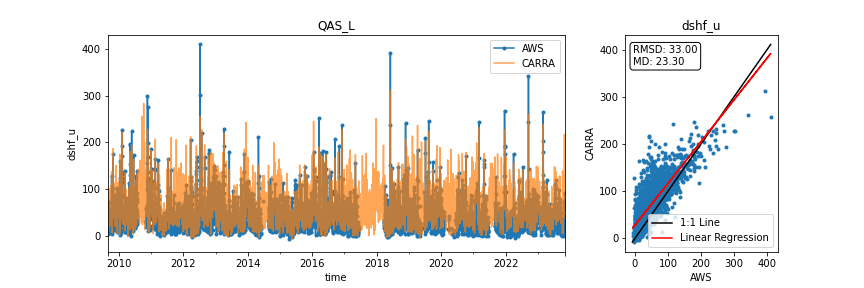 QAS_L
dshf_u
400
300
200
100
0
2010
2012
2014
2016
2018
2020
2022
time
AWS
CARRA
dshf_u
CARRA
400
300
200
100
0
0
100
200
300
400
AWS
RMSD: 33.00
MD: 23.30
1:1 Line
Linear Regression